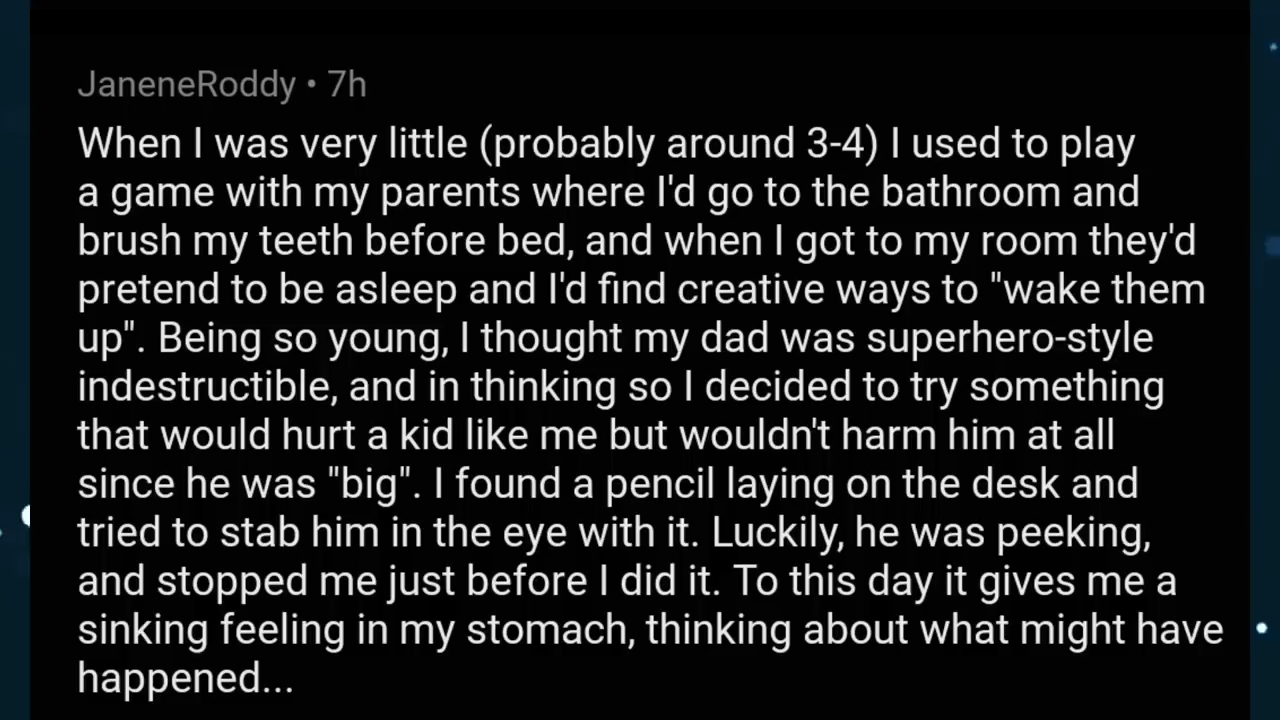 JaneneRoddy • 7h
When I was very little (probably around 3-4) I used to play
a game with my parents where I'd go to the bathroom and
brush my teeth before bed, and when I got to my room they'd
pretend to be asleep and I'd find creative ways to "wake them
up". Being so young, I thought my dad was superhero-style
indestructible, and in thinking so I decided to try something
that would hurt a kid like me but wouldn't harm him at all
since he was "big". I found a pencil laying on the desk and
tried to stab him in the eye with it. Luckily, he was peeking,
and stopped me just before I did it. To this day it gives me a
sinking feeling in my stomach, thinking about what might have
happened...